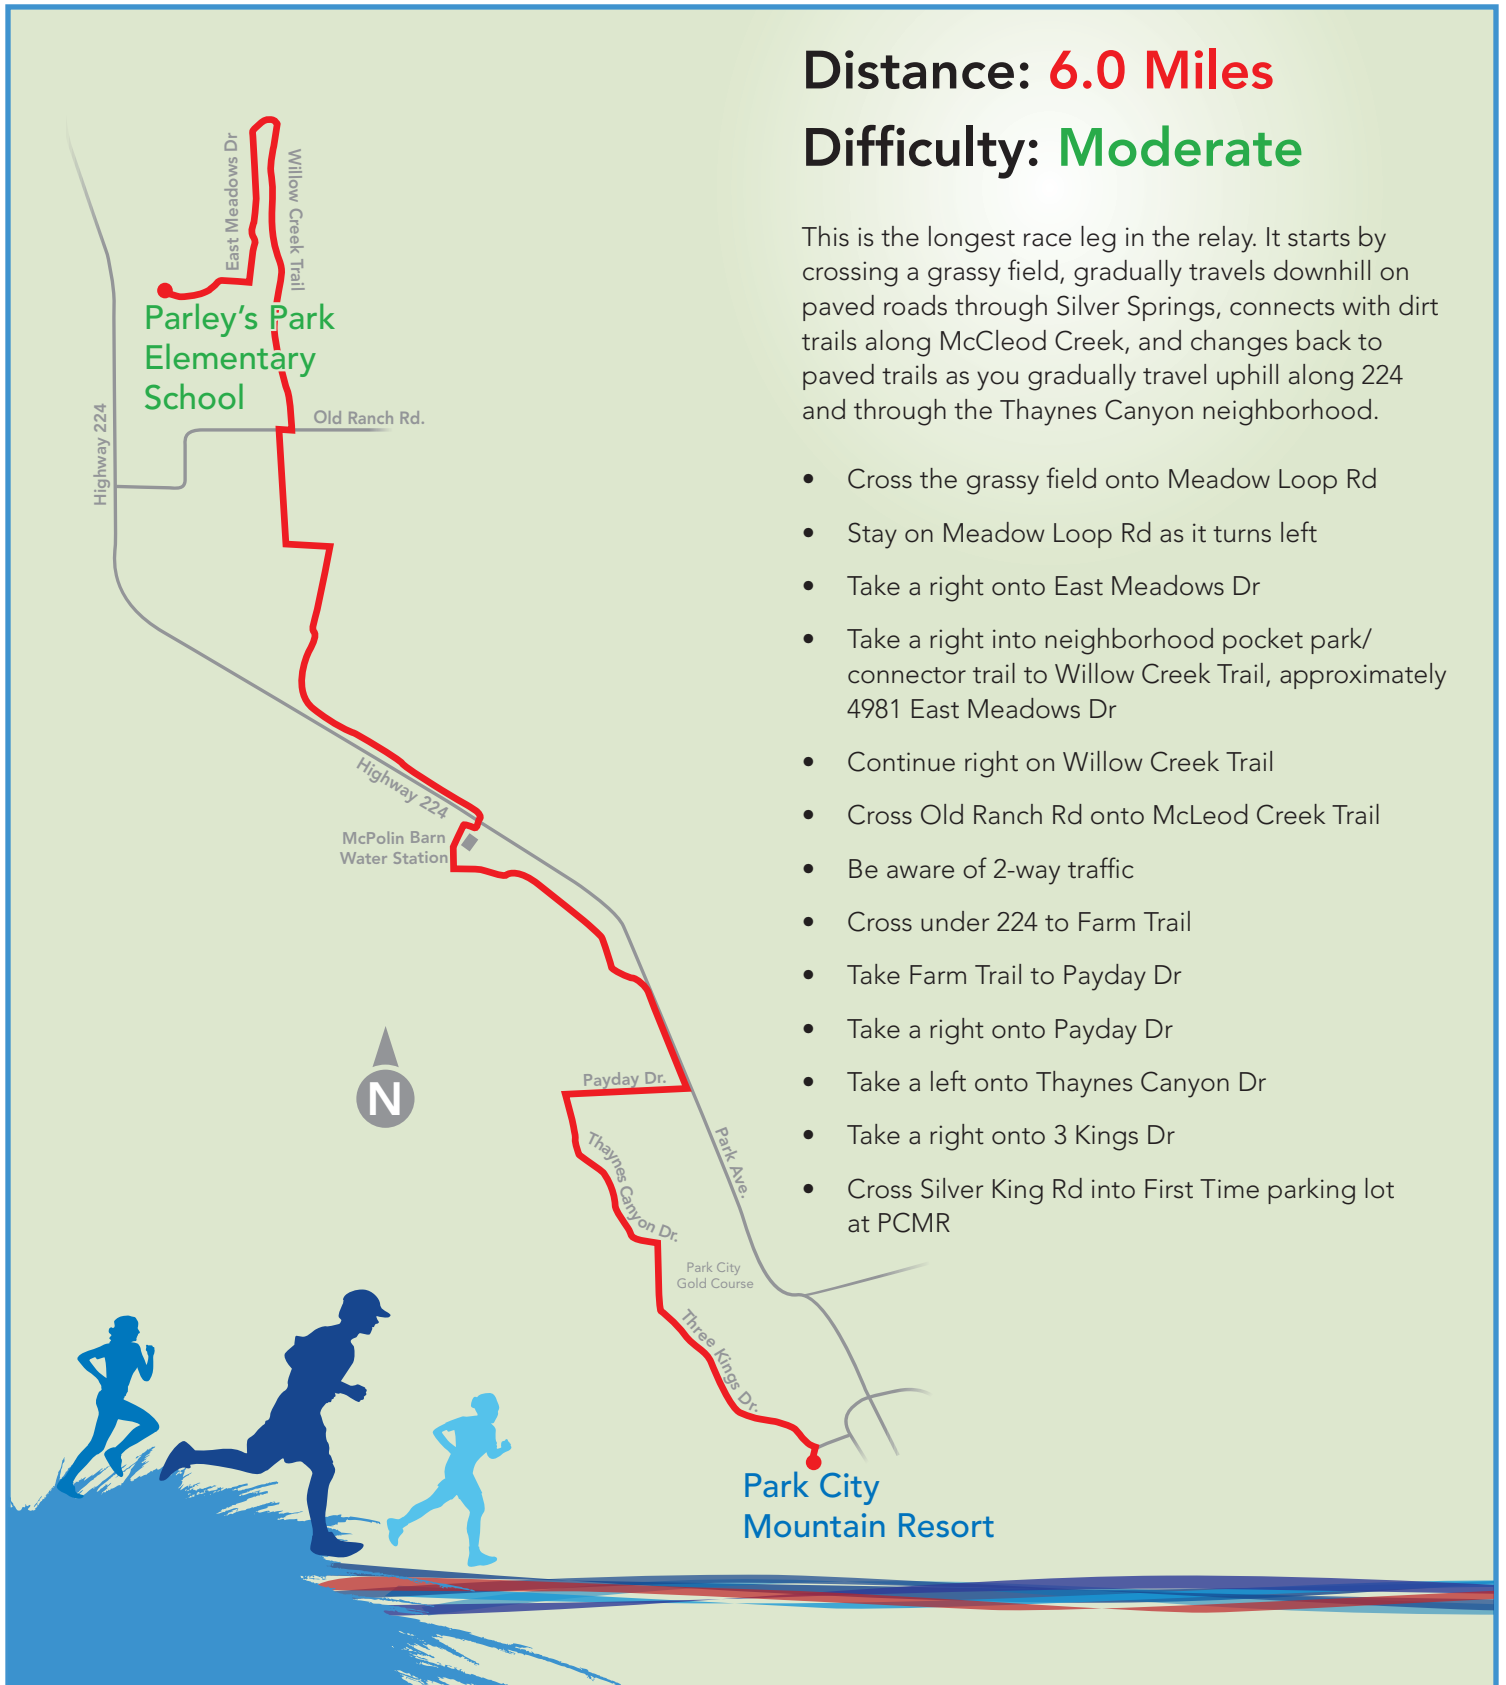 Distance: 6.0 Miles
Difficulty: Moderate
This is the longest race leg in the relay. It starts by
crossing a grassy field, gradually travels downhill on
paved roads through Silver Springs, connects with dirt
trails along McCleod Creek, and changes back to
paved trails as you gradually travel uphill along 224
and through the Thaynes Canyon neighborhood.
• Cross the grassy field onto Meadow Loop Rd
• Stay on Meadow Loop Rd as it turns left
• Take a right onto East Meadows Dr
• Take a right into neighborhood pocket park/
connector trail to Willow Creek Trail, approximately
4981 East Meadows Dr
• Continue right on Willow Creek Trail
• Cross Old Ranch Rd onto McLeod Creek Trail
• Be aware of 2-way traffic
• Cross under 224 to Farm Trail
• Take Farm Trail to Payday Dr
• Take a right onto Payday Dr
• Take a left onto Thaynes Canyon Dr
• Take a right onto 3 Kings Dr
• Cross Silver King Rd into First Time parking lot
at PCMR
East Meadows Dr
Willow Creek Trail
Parley's Park
Elementary
School
Highway 224
Old Ranch Rd.
Highway 224
McPolin Barn
Water Station
N
Payday Dr.
Thaynes Canyon Dr.
Park Ave.
Park City
Gold Course
Three Kings Dr.
Park City
Mountain Resort